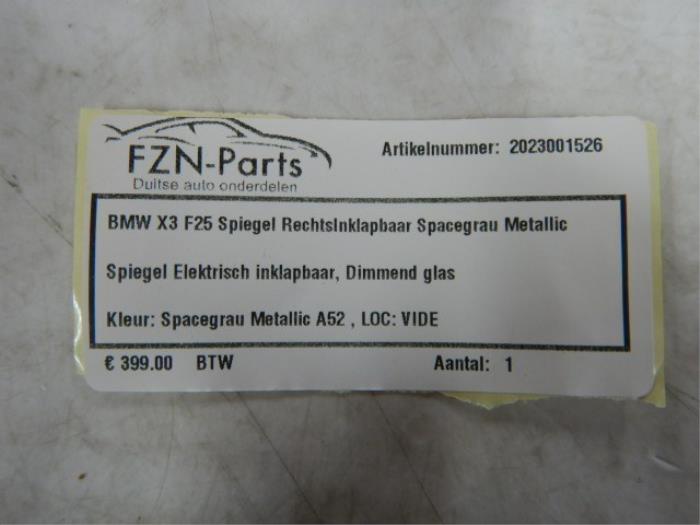 FZN-Parts
Duitse auto onderdelen
Artikelnummer: 2023001526
BMW X3 F25 Spiegel RechtsInklapbaar Spacegrau Metallic
Spiegel Elektrisch inklapbaar, Dimmend glas
Kleur: Spacegrau Metallic A52 , LOC: VIDE
€ 399.00 BTW Aantal: 1